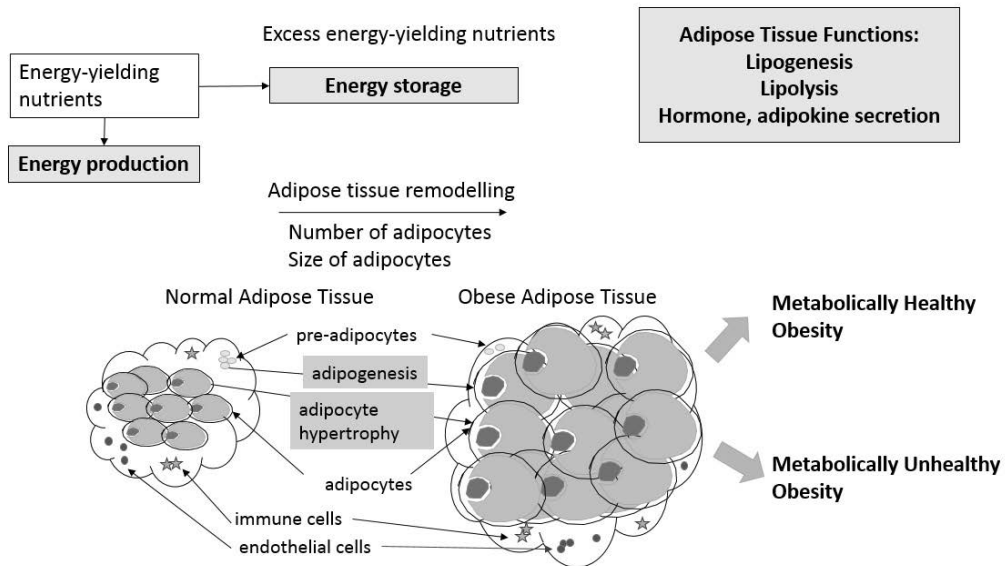 Excess energy-yielding nutrients
Energy-yielding
nutrients
Energy storage
Energy production
Adipose Tissue Functions:
Lipogenesis
Lipolysis
Hormone, adipokine secretion
Adipose tissue remodelling
Number of adipocytes
Size of adipocytes
Normal Adipose Tissue
Obese Adipose Tissue
pre-adipocytes
adipogenesis
adipocyte
hypertrophy
adipocytes
immune cells
endothelial cells
Metabolically Healthy
Obesity
Metabolically Unhealthy
Obesity